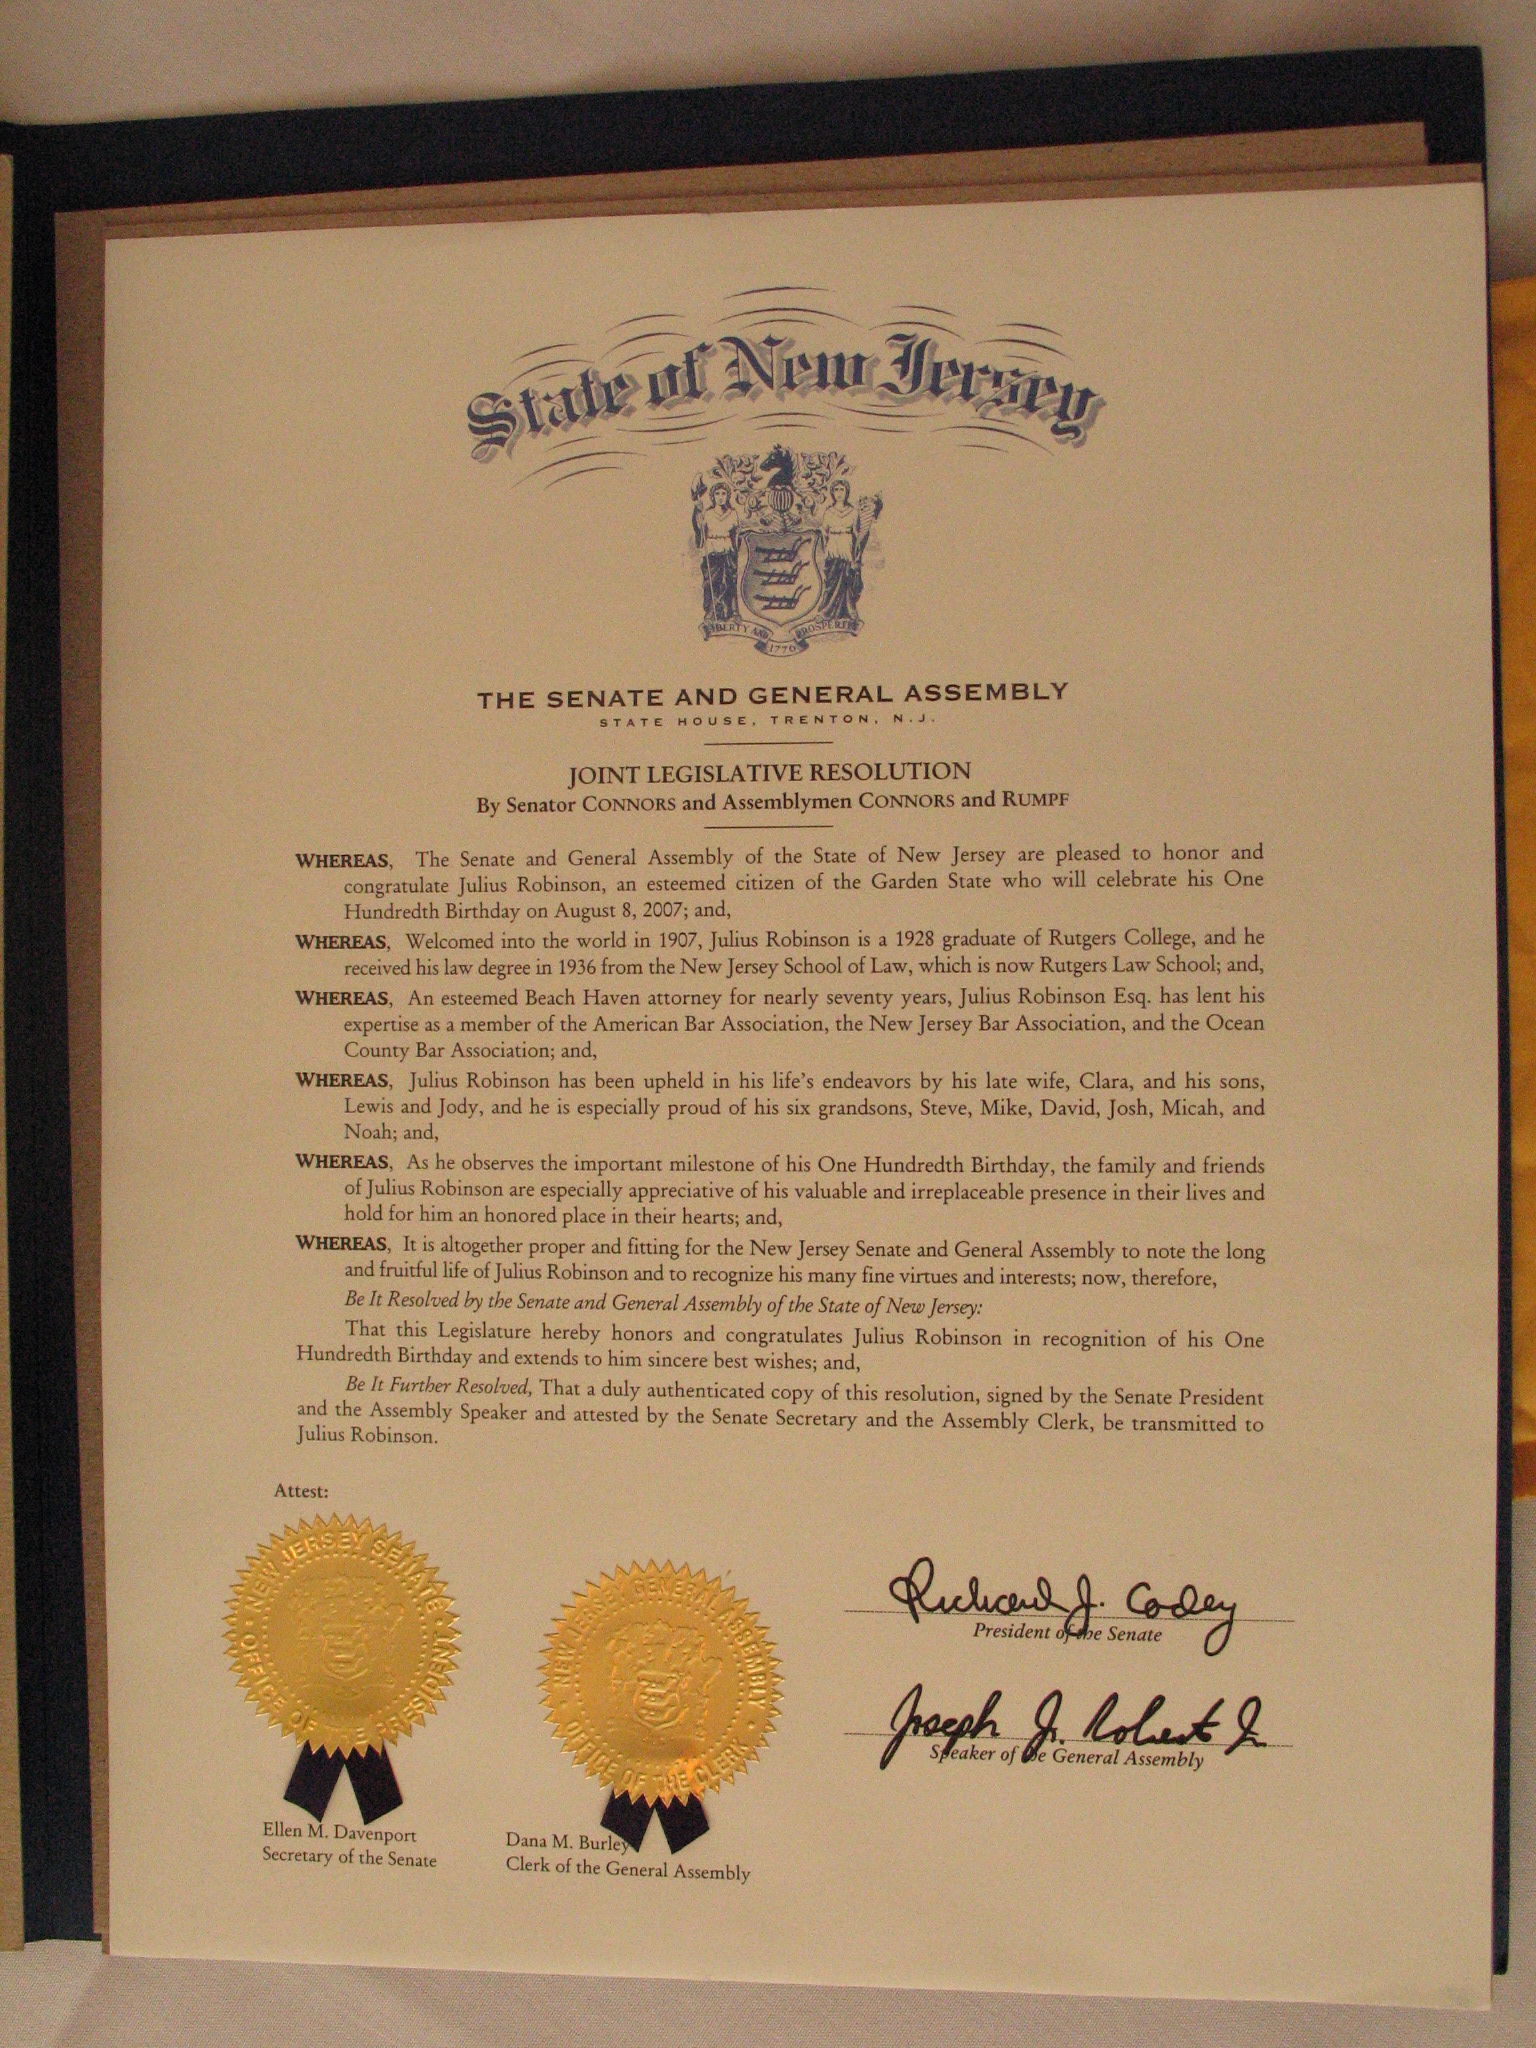 State of New Jersey
LIBERTY AND PROSPERITY
1776
THE SENATE AND GENERAL ASSEMBLY
STATE HOUSE, TRENTON, N.J.
JOINT LEGISLATIVE RESOLUTION
By Senator CONNORS and Assemblymen CONNORS and RUMPF
WHEREAS, The Senate and General Assembly of the State of New Jersey are pleased to honor and
congratulate Julius Robinson, an esteemed citizen of the Garden State who will celebrate his One
Hundredth Birthday on August 8, 2007; and,
WHEREAS, Welcomed into the world in 1907, Julius Robinson is a 1928 graduate of Rutgers College, and he
received his law degree in 1936 from the New Jersey School of Law, which is now Rutgers Law School; and,
WHEREAS, An esteemed Beach Haven attorney for nearly seventy years, Julius Robinson Esq. has lent his
expertise as a member of the American Bar Association, the New Jersey Bar Association, and the Ocean
County Bar Association; and,
WHEREAS, Julius Robinson has been upheld in his life's endeavors by his late wife, Clara, and his sons,
Lewis and Jody, and he is especially proud of his six grandsons, Steve, Mike, David, Josh, Micah, and
Noah; and,
WHEREAS, As he observes the important milestone of his One Hundredth Birthday, the family and friends
of Julius Robinson are especially appreciative of his valuable and irreplaceable presence in their lives and
hold for him an honored place in their hearts; and,
WHEREAS, It is altogether proper and fitting for the New Jersey Senate and General Assembly to note the long
and fruitful life of Julius Robinson and to recognize his many fine virtues and interests; now, therefore,
Be It Resolved by the Senate and General Assembly of the State of New Jersey:
That this Legislature hereby honors and congratulates Julius Robinson in recognition of his One
Hundredth Birthday and extends to him sincere best wishes; and,
Be It Further Resolved, That a duly authenticated copy of this resolution, signed by the Senate President
and the Assembly Speaker and attested by the Senate Secretary and the Assembly Clerk, be transmitted to
Julius Robinson.
Attest:
NEW JERSEY SENATE
OFFICE OF THE PRESIDENT
Ellen M. Davenport
Secretary of the Senate
NEW JERSEY GENERAL ASSEMBLY
OFFICE OF THE CLERK
Dana M. Burley
Clerk of the General Assembly
Richard J. Codey
President of the Senate
Joseph J. Roberts Jr
Speaker of the General Assembly